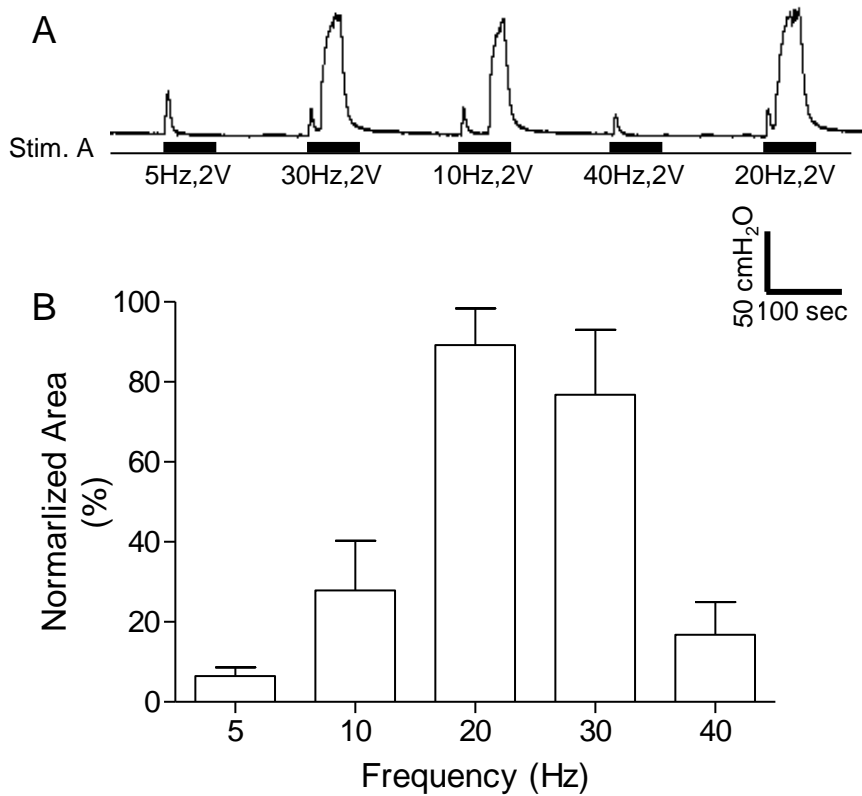 A
Stim. A
5Hz,2V 30Hz,2V 10Hz,2V 40Hz,2V 20Hz,2V
50 cmH₂O
100 sec
B
100
80
60
40
20
0
Normarlized Area
(%)
5 10 20 30 40
Frequency (Hz)